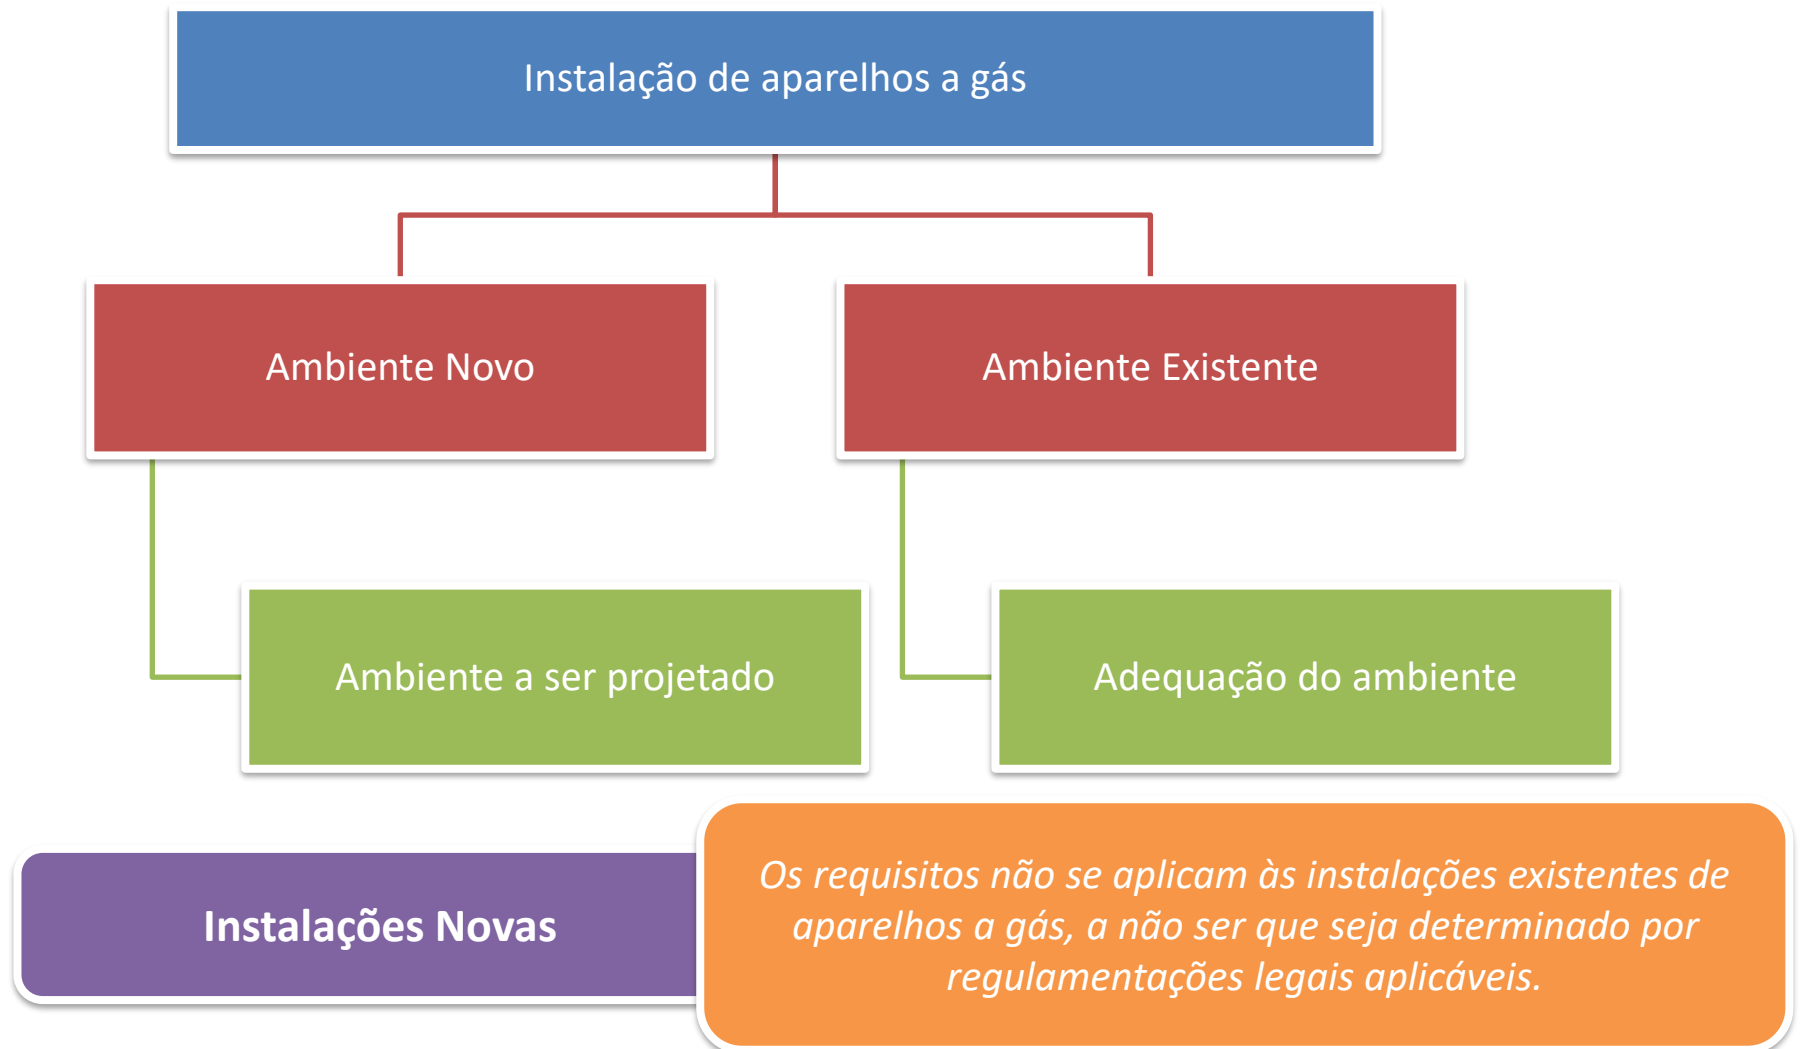 Instalação de aparelhos a gás
Ambiente Novo
Ambiente Existente
Ambiente a ser projetado
Adequação do ambiente
Instalações Novas
Os requisitos não se aplicam às instalações existentes de
aparelhos a gás, a não ser que seja determinado por
regulamentações legais aplicáveis.